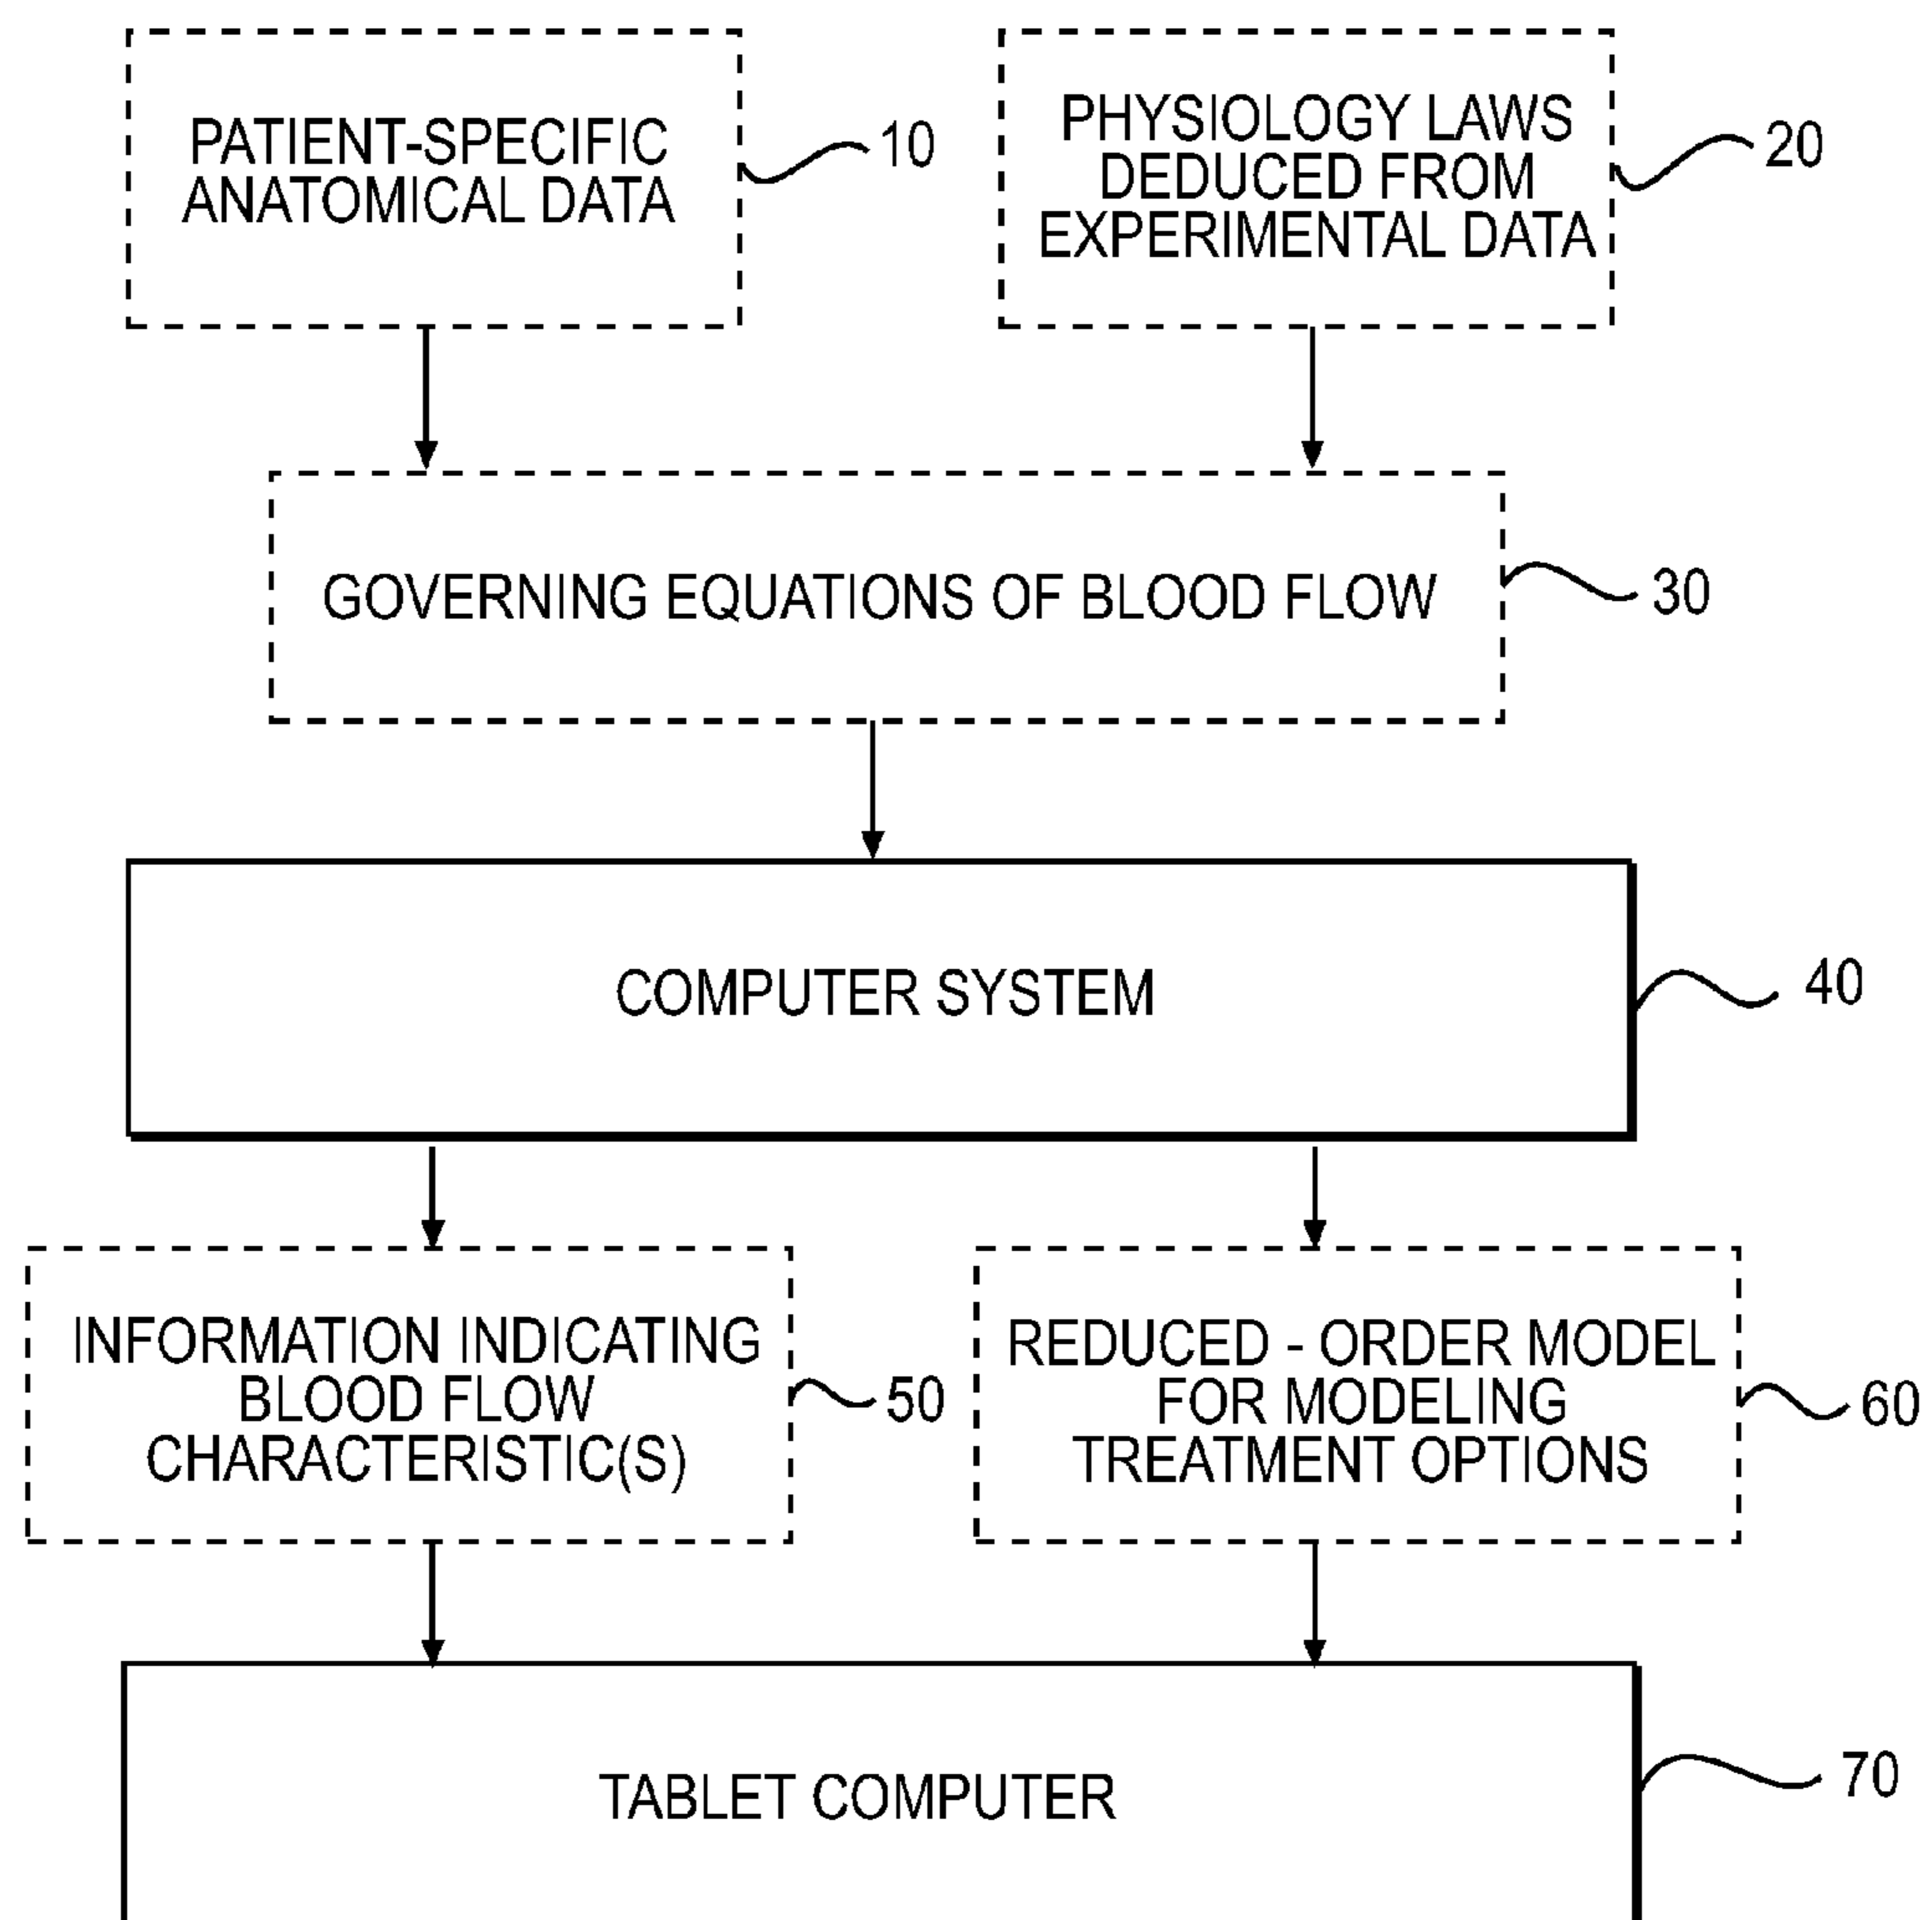 PATIENT-SPECIFIC
ANATOMICAL DATA
10
PHYSIOLOGY LAWS
DEDUCED FROM
EXPERIMENTAL DATA
20
GOVERNING EQUATIONS OF BLOOD FLOW
30
COMPUTER SYSTEM
40
INFORMATION INDICATING
BLOOD FLOW
CHARACTERISTIC(S)
50
REDUCED - ORDER MODEL
FOR MODELING
TREATMENT OPTIONS
60
TABLET COMPUTER
70